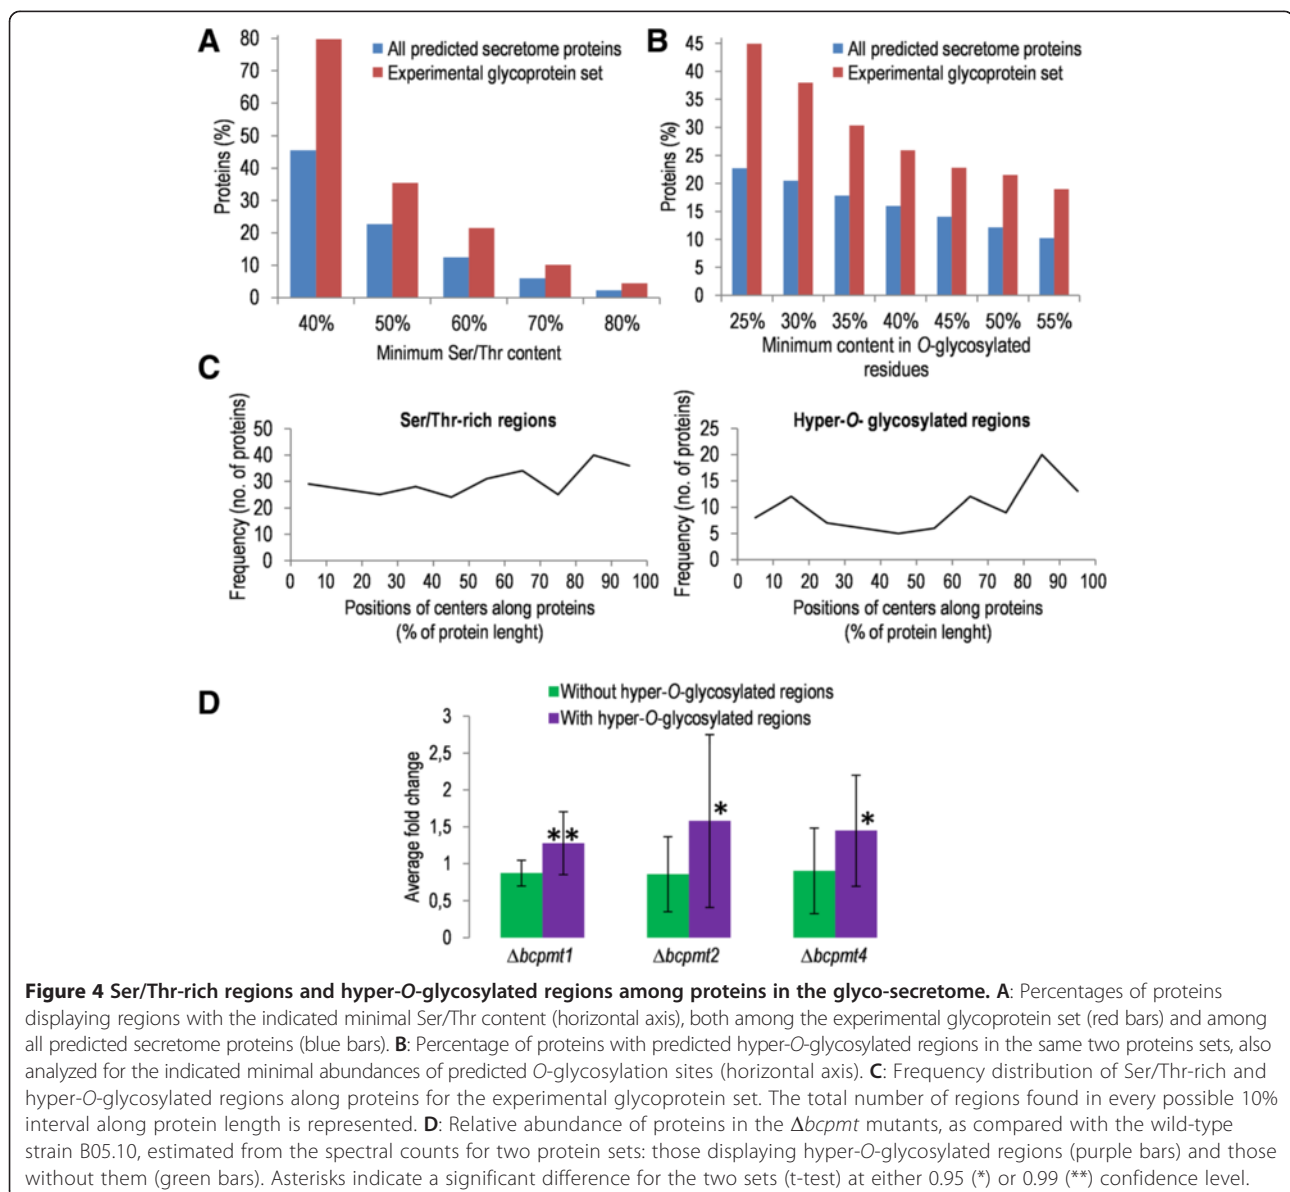 A
80
70
60
50
40
30
20
10
0
Proteins (%)
All predicted secretome proteins
Experimental glycoprotein set
40% 50% 60% 70% 80%
Minimum Ser/Thr content
B
45
40
35
30
25
20
15
10
5
0
Proteins (%)
All predicted secretome proteins
Experimental glycoprotein set
25% 30% 35% 40% 45% 50% 55%
Minimum content in O-glycosylated
residues
C
Ser/Thr-rich regions
Frequency (no. of proteins)
50
40
30
20
10
0
0 10 20 30 40 50 60 70 80 90 100
Positions of centers along proteins
(% of protein lenght)
Hyper-O- glycosylated regions
Frequency (no. of proteins)
25
20
15
10
5
0
0 10 20 30 40 50 60 70 80 90 100
Positions of centers along proteins
(% of protein lenght)
D
Without hyper-O-glycosylated regions
With hyper-O-glycosylated regions
Average fold change
3
2,5
2
1,5
1
0,5
0
**
*
*
Δbcpmt1 Δbcpmt2 Δbcpmt4
Figure 4 Ser/Thr-rich regions and hyper-O-glycosylated regions among proteins in the glyco-secretome. A: Percentages of proteins
displaying regions with the indicated minimal Ser/Thr content (horizontal axis), both among the experimental glycoprotein set (red bars) and among
all predicted secretome proteins (blue bars). B: Percentage of proteins with predicted hyper-O-glycosylated regions in the same two proteins sets, also
analyzed for the indicated minimal abundances of predicted O-glycosylation sites (horizontal axis). C: Frequency distribution of Ser/Thr-rich and
hyper-O-glycosylated regions along proteins for the experimental glycoprotein set. The total number of regions found in every possible 10%
interval along protein length is represented. D: Relative abundance of proteins in the Δbcpmt mutants, as compared with the wild-type
strain B05.10, estimated from the spectral counts for two protein sets: those displaying hyper-O-glycosylated regions (purple bars) and those
without them (green bars). Asterisks indicate a significant difference for the two sets (t-test) at either 0.95 (*) or 0.99 (**) confidence level.